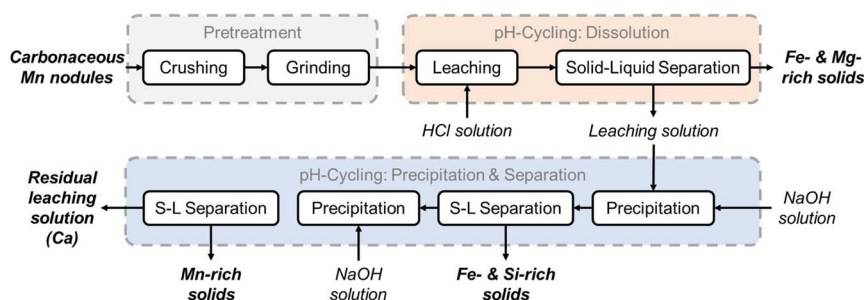 Pretreatment
pH-Cycling: Dissolution
Carbonaceous
Mn nodules
Crushing
Grinding
Leaching
Solid-Liquid Separation
Fe- & Mg-
rich solids
HCl solution
Leaching solution
pH-Cycling: Precipitation & Separation
Residual
leaching
solution
(Ca)
S-L Separation
Precipitation
S-L Separation
Precipitation
NaOH
solution
Mn-rich
solids
NaOH
solution
Fe- & Si-rich
solids